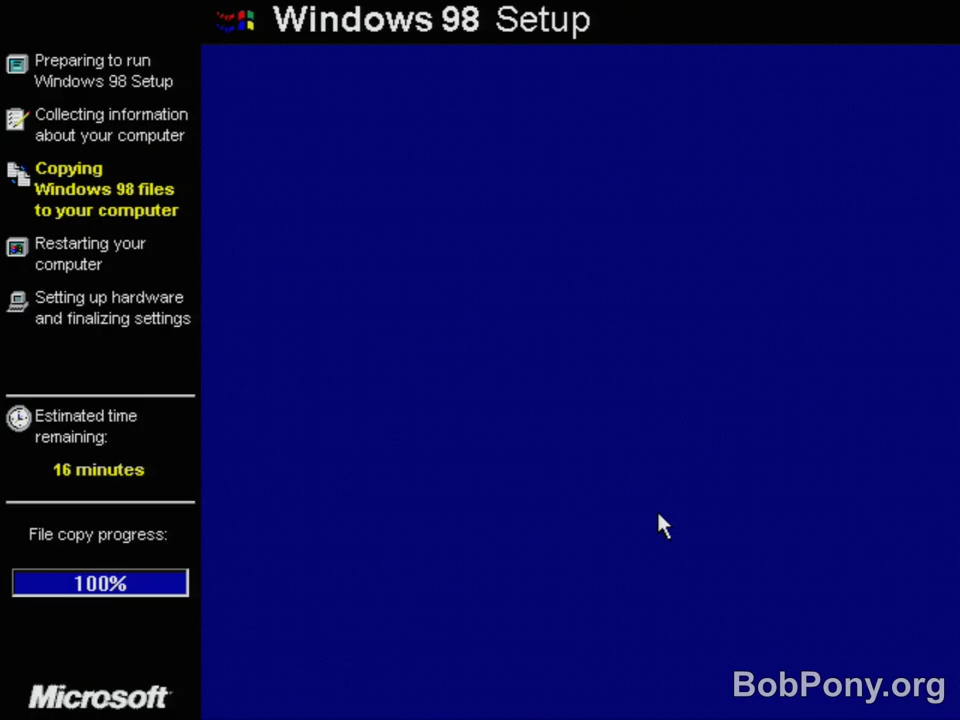 Windows 98 Setup
Preparing to run
Windows 98 Setup
Collecting information
about your computer
Copying
Windows 98 files
to your computer
Restarting your
computer
Setting up hardware
and finalizing settings
Estimated time
remaining:
16 minutes
File copy progress:
100%
Microsoft
BobPony.org